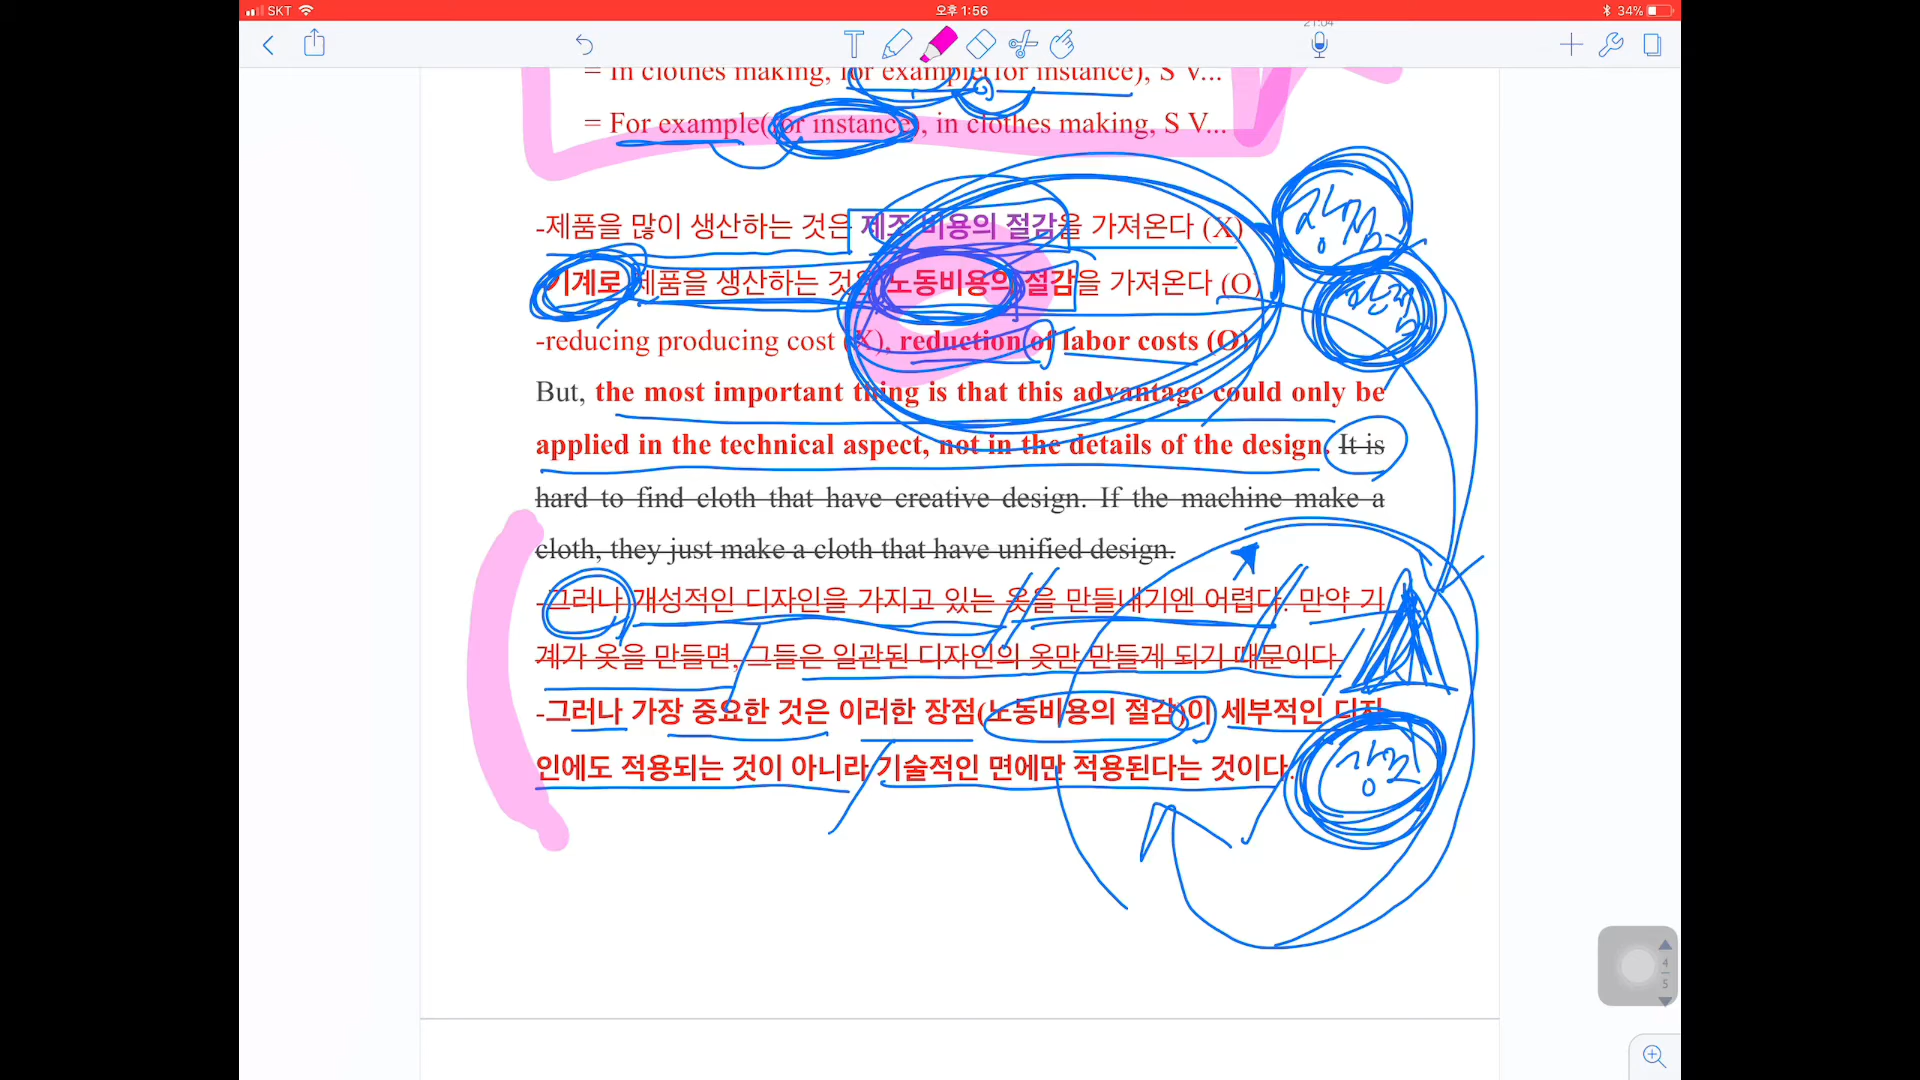 SKT 오후 1:56 34%
21:04
= In clothes making, for example(for instance), S V...
= For example(for instance), in clothes making, S V...
-제품을 많이 생산하는 것은 제조 비용의 절감을 가져온다 (X)
장점
기계로 제품을 생산하는 것은 노동비용의 절감을 가져온다 (O)
-reducing producing cost (X), reduction of labor costs (O)
But, the most important thing is that this advantage could only be
applied in the technical aspect, not in the details of the design. It is
hard to find cloth that have creative design. If the machine make a
cloth, they just make a cloth that have unified design.
-그러나 개성적인 디자인을 가지고 있는 옷을 만들내기엔 어렵다. 만약 기
계가 옷을 만들면, 그들은 일관된 디자인의 옷만 만들게 되기 때문이다.
-그러나 가장 중요한 것은 이러한 장점(노동비용의 절감)이 세부적인 디자
인에도 적용되는 것이 아니라 기술적인 면에만 적용된다는 것이다.
4
5